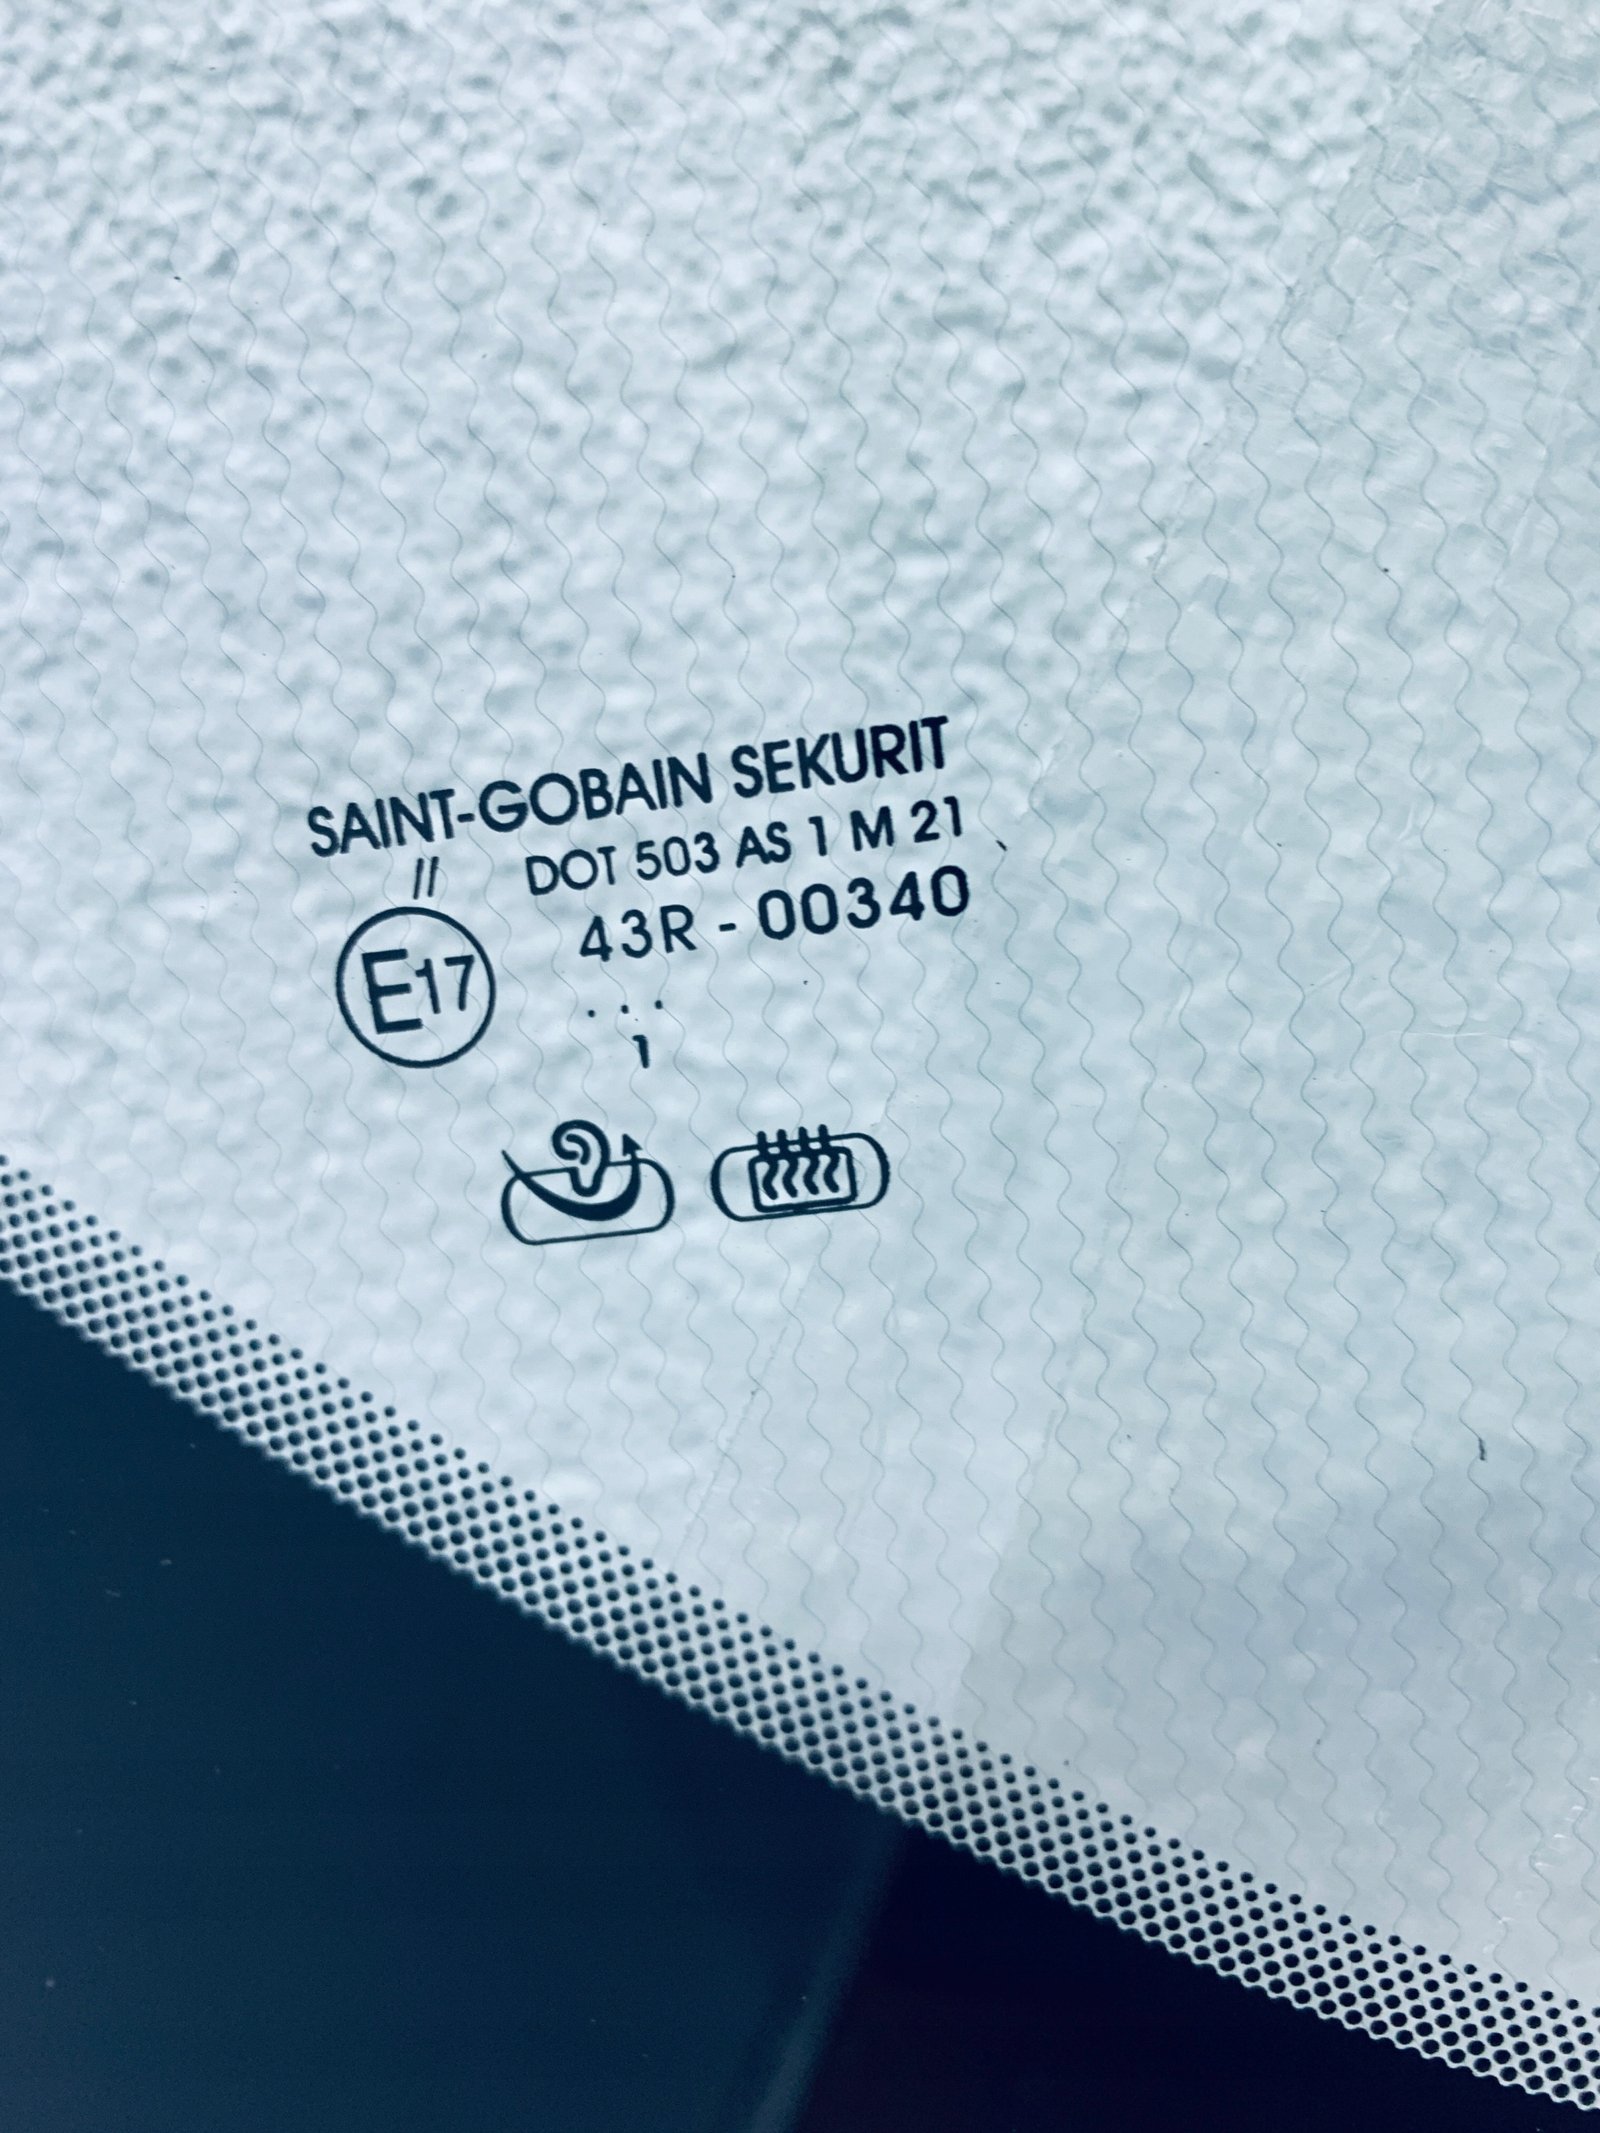 SAINT-GOBAIN SEKURIT
// DOT 503 AS 1 M 21
43R - 00340
E17
. . .
1